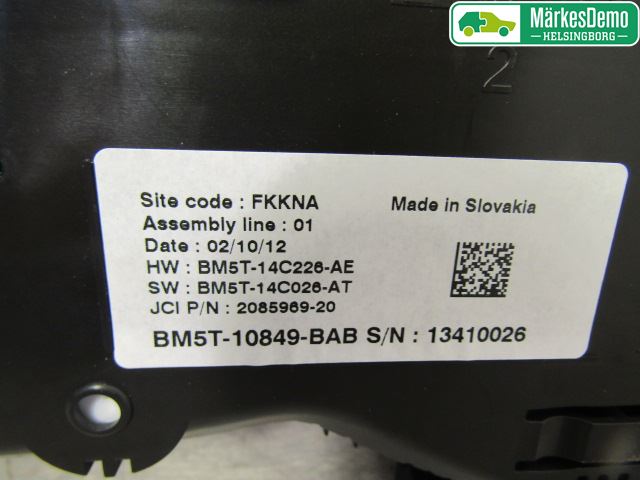 MärkesDemo
HELSINGBORG
2
Site code : FKKNA
Made in Slovakia
Assembly line : 01
Date : 02/10/12
HW : BM5T-14C226-AE
SW : BM5T-14C026-AT
JCI P/N : 2085969-20
BM5T-10849-BAB S/N : 13410026